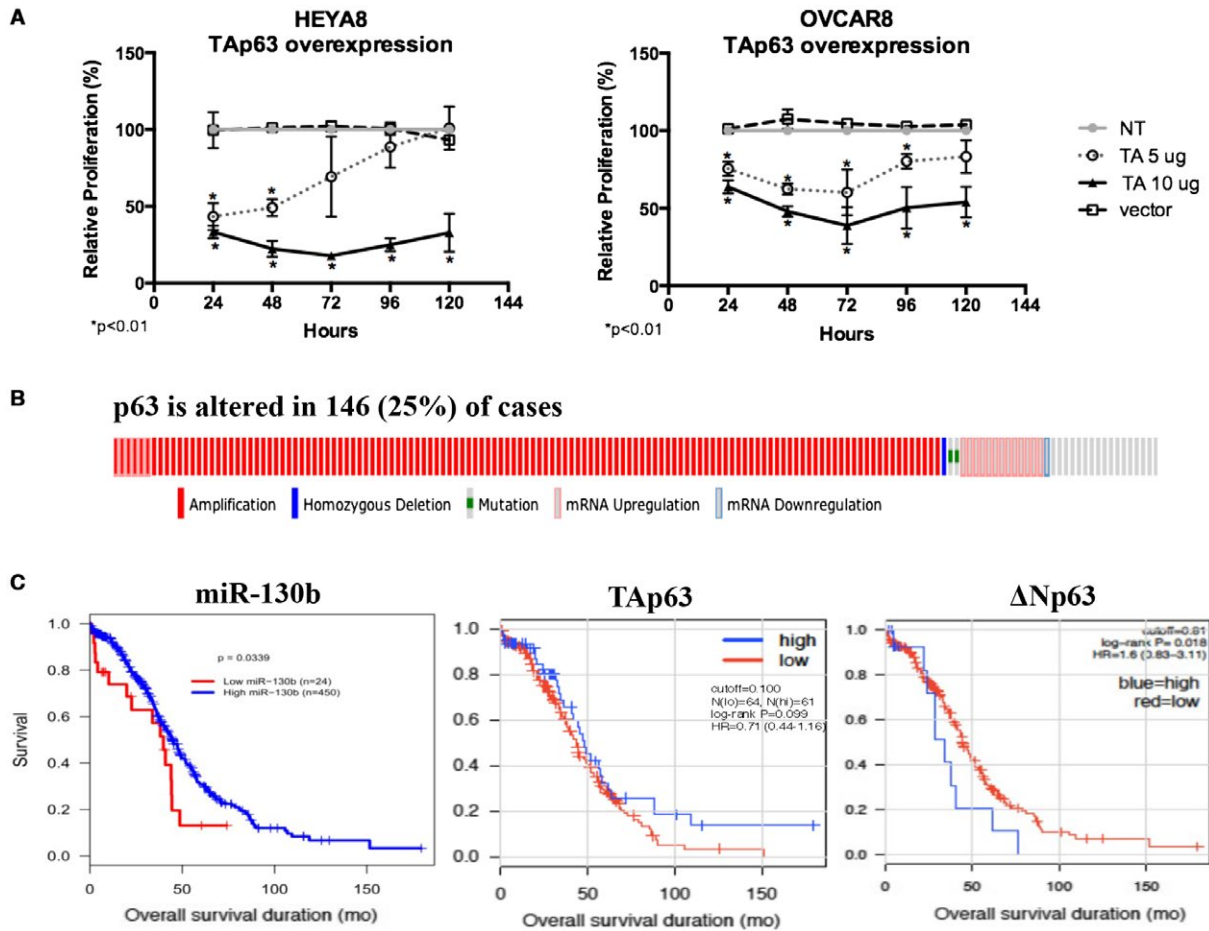 A
HEYA8
TAp63 overexpression
Relative Proliferation (%)
150
100
50
0
0 24 48 72 96 120 144
Hours
*p<0.01
* * * * * * *
OVCAR8
TAp63 overexpression
Relative Proliferation (%)
150
100
50
0
0 24 48 72 96 120 144
Hours
*p<0.01
* * * * * * * *
NT
TA 5 ug
TA 10 ug
vector
B
p63 is altered in 146 (25%) of cases
Amplification Homozygous Deletion Mutation mRNA Upregulation mRNA Downregulation
C
miR-130b
Survival
1.0
0.8
0.6
0.4
0.2
0.0
p = 0.0339
Low miR-130b (n=24)
High miR-130b (n=450)
0 50 100 150
Overall survival duration (mo)
TAp63
1.0
0.8
0.6
0.4
0.2
0.0
high
low
cutoff=0.100
N(lo)=64, N(hi)=61
log-rank P=0.099
HR=0.71 (0.44-1.16)
0 50 100 150
Overall survival duration (mo)
ΔNp63
1.0
0.8
0.6
0.4
0.2
0.0
cutoff=0.81
log-rank P= 0.018
HR=1.6 (0.83-3.11)
blue=high
red=low
0 50 100 150
Overall survival duration (mo)